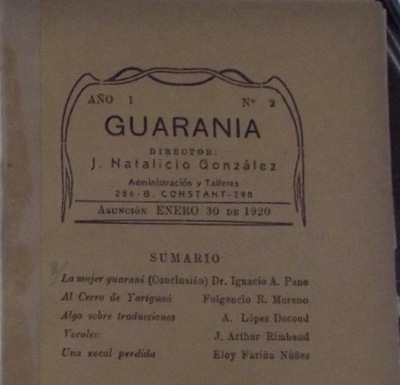 AÑO 1 Nº 2
GUARANIA
DIRECTOR:
J. Natalicio González
Administración y Talleres
286-B. CONSTANT-290
ASUNCIÓN ENERO 30 DE 1920
SUMARIO
La mujer guaraní (Conclusión) Dr. Ignacio A. Pane
Al Cerro de Yariguaá Fulgencio R. Moreno
Algo sobre traducciones A. López Decoud
Vocales: J. Arthur Rimbaud
Una vocal perdida Eloy Fariña Núñez